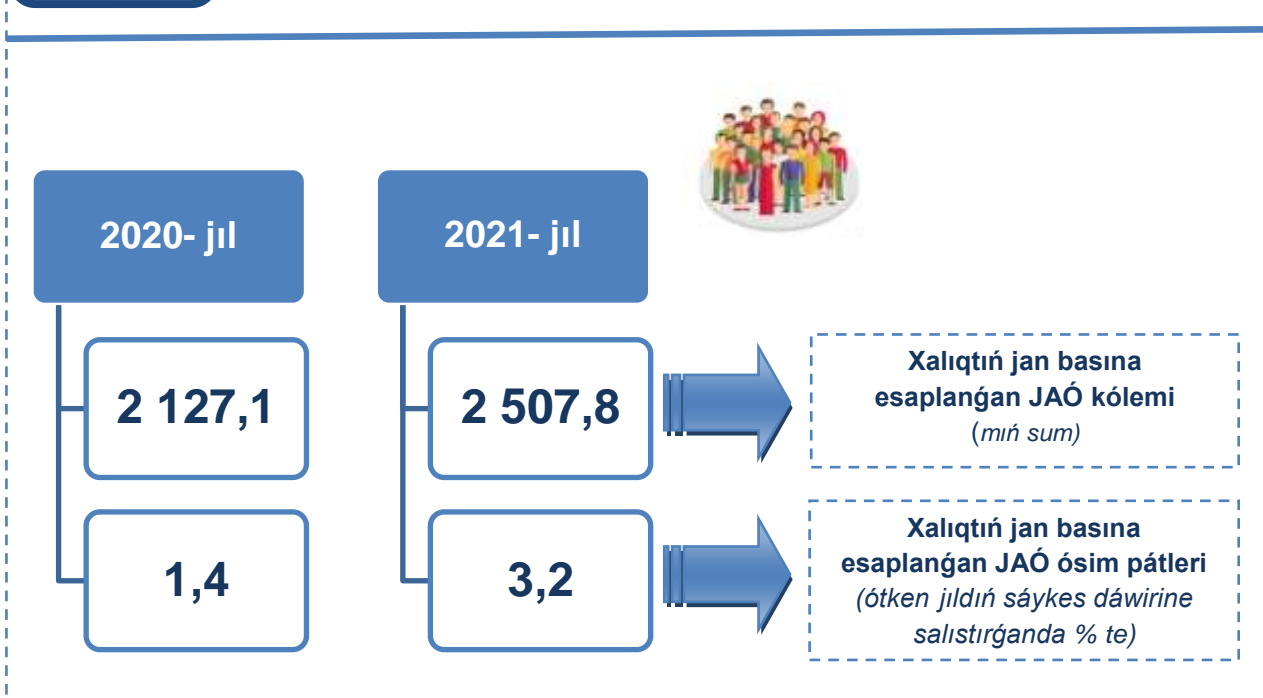 2020- jıl
2021- jıl
2 127,1
2 507,8
Xalıqtıń jan basına
esaplanǵan JAÓ kólemi
(mıń sum)
1,4
3,2
Xalıqtıń jan basına
esaplanǵan JAÓ ósim pátleri
(ótken jıldıń sáykes dáwirine
salıstırǵanda % te)